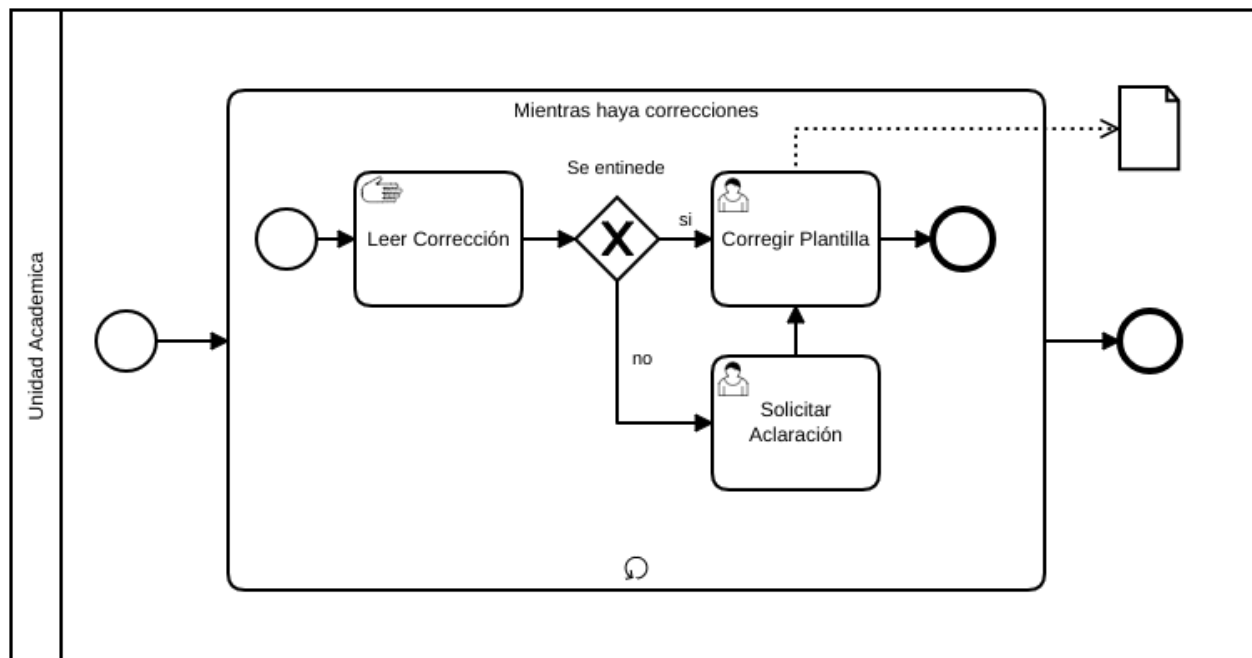 Unidad Academica
Mientras haya correcciones
Se entinede
Leer Corrección
si
Corregir Plantilla
no
Solicitar
Aclaración